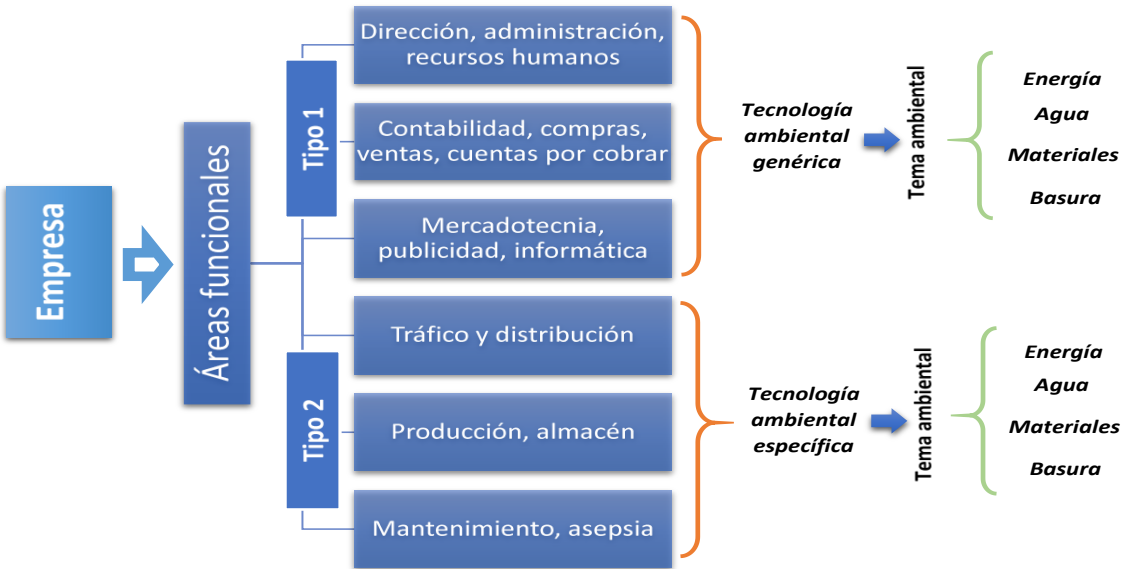 Empresa
Áreas funcionales
Tipo 1
Dirección, administración,
recursos humanos
Contabilidad, compras,
ventas, cuentas por cobrar
Mercadotecnia,
publicidad, informática
Tecnología
ambiental
genérica
Tema ambiental
Energía
Agua
Materiales
Basura
Tipo 2
Tráfico y distribución
Producción, almacén
Mantenimiento, asepsia
Tecnología
ambiental
específica
Tema ambiental
Energía
Agua
Materiales
Basura